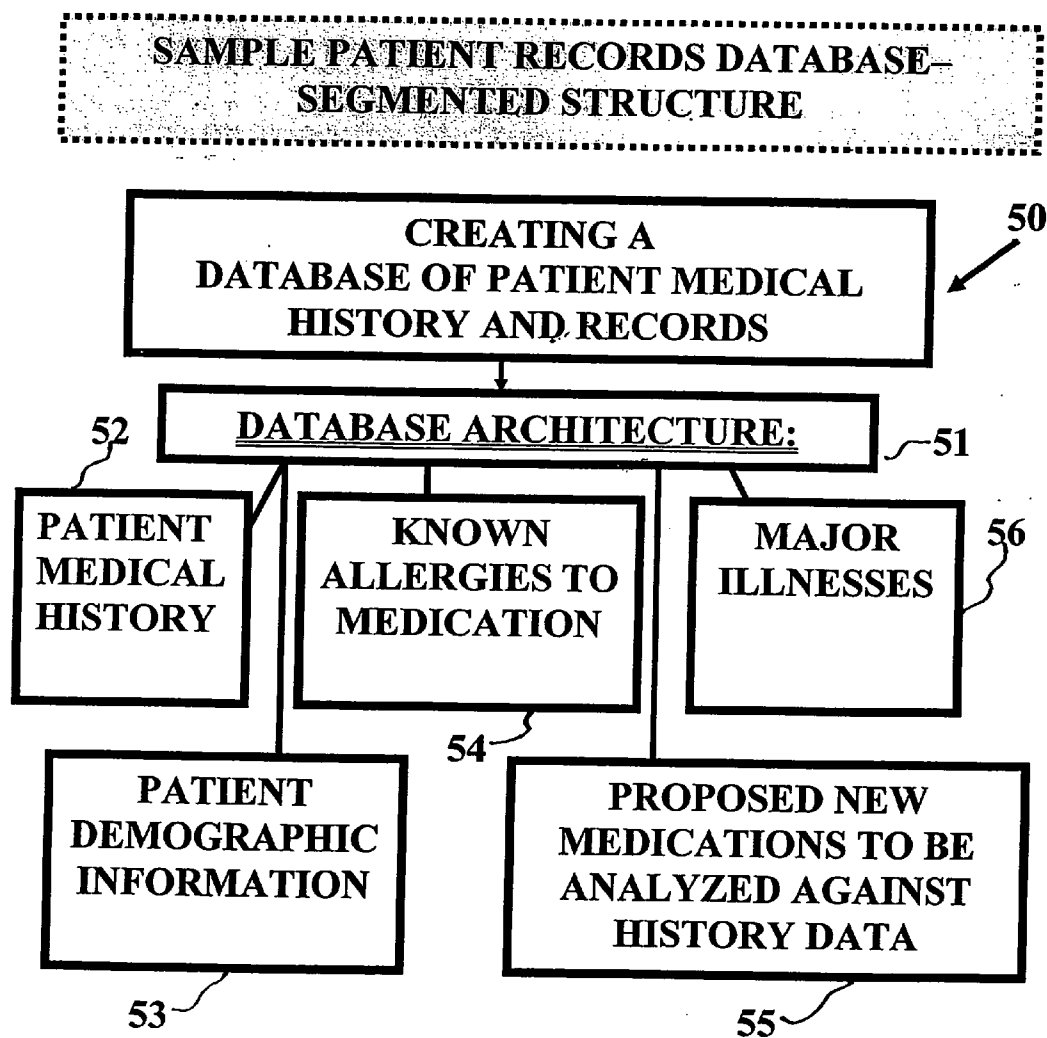 SAMPLE PATIENT RECORDS DATABASE–
SEGMENTED STRUCTURE
CREATING A
DATABASE OF PATIENT MEDICAL
HISTORY AND RECORDS
50
DATABASE ARCHITECTURE:
51
52
PATIENT
MEDICAL
HISTORY
KNOWN
ALLERGIES TO
MEDICATION
54
MAJOR
ILLNESSES
56
PATIENT
DEMOGRAPHIC
INFORMATION
53
PROPOSED NEW
MEDICATIONS TO BE
ANALYZED AGAINST
HISTORY DATA
55